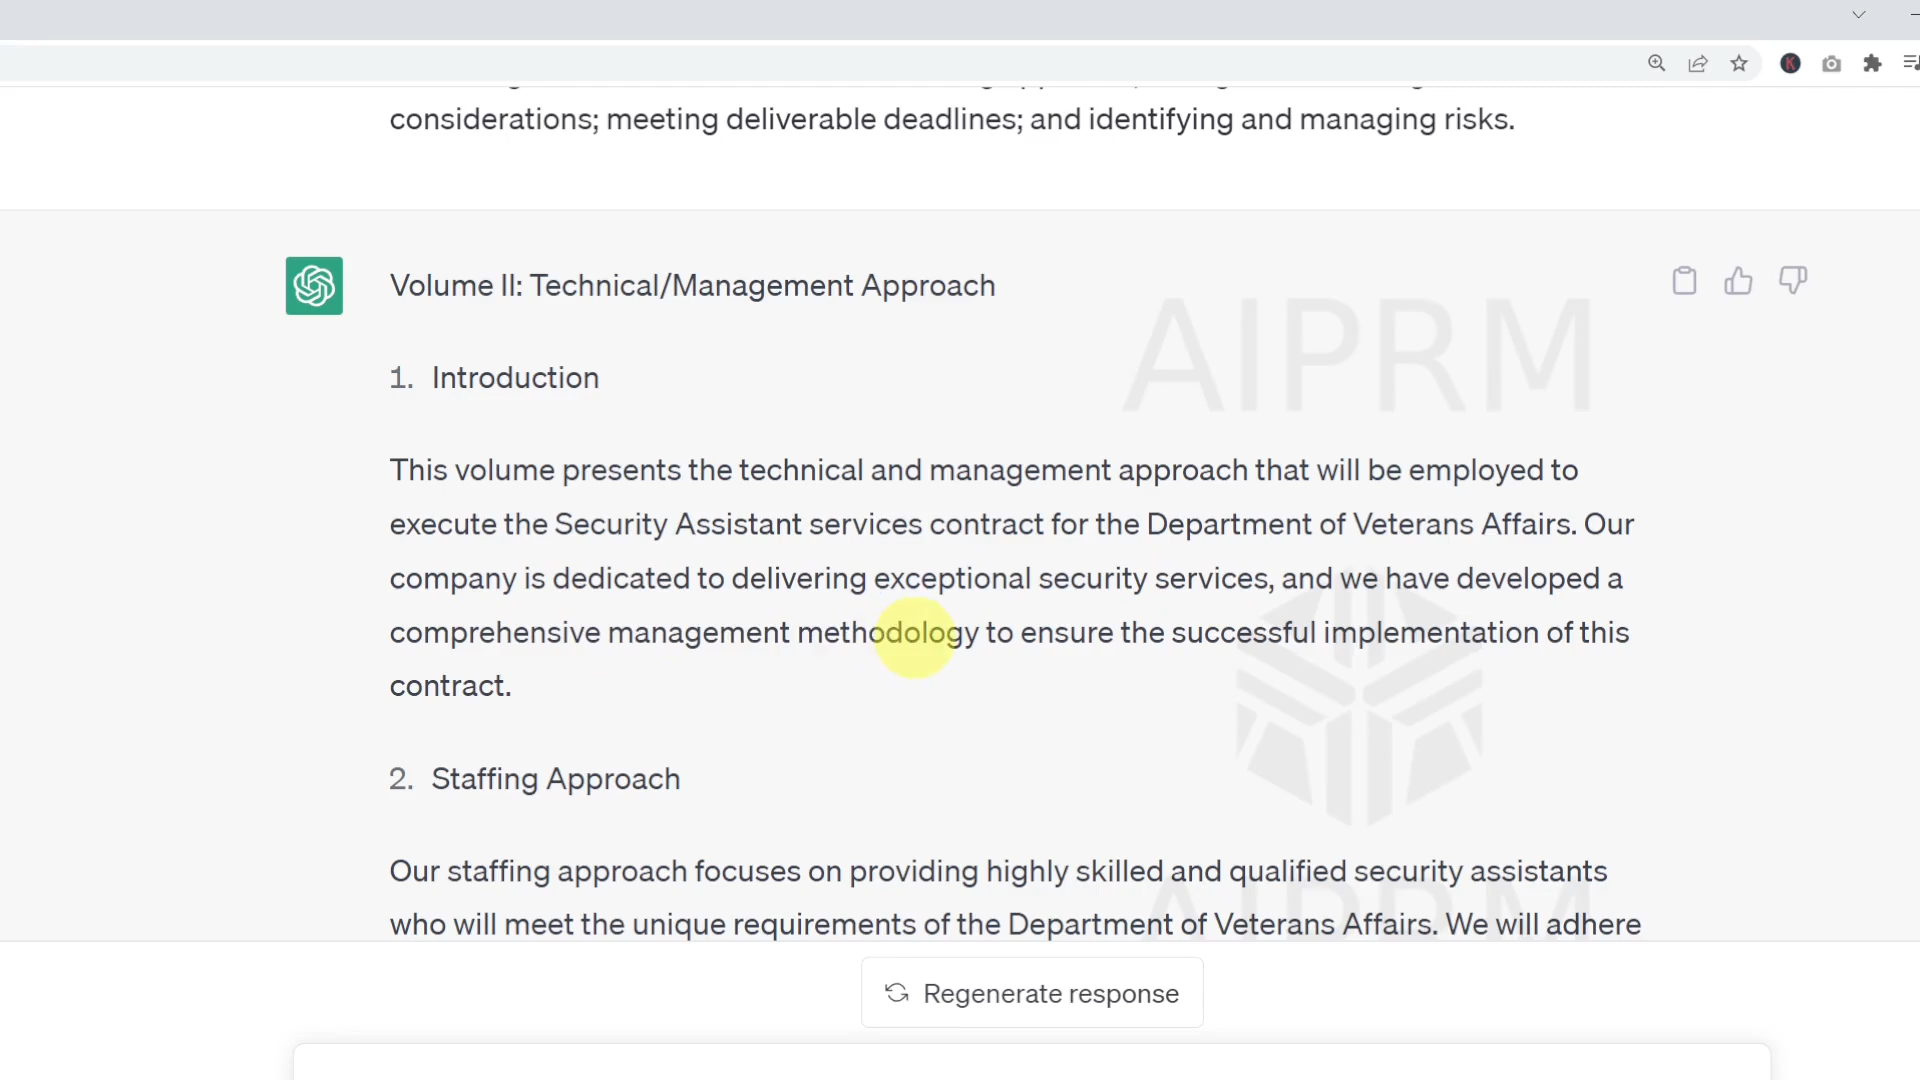 considerations; meeting deliverable deadlines; and identifying and managing risks.
Volume II: Technical/Management Approach
AIPRM
1. Introduction
This volume presents the technical and management approach that will be employed to
execute the Security Assistant services contract for the Department of Veterans Affairs. Our
company is dedicated to delivering exceptional security services, and we have developed a
comprehensive management methodology to ensure the successful implementation of this
contract.
2. Staffing Approach
Our staffing approach focuses on providing highly skilled and qualified security assistants
AIPRM
who will meet the unique requirements of the Department of Veterans Affairs. We will adhere
Regenerate response